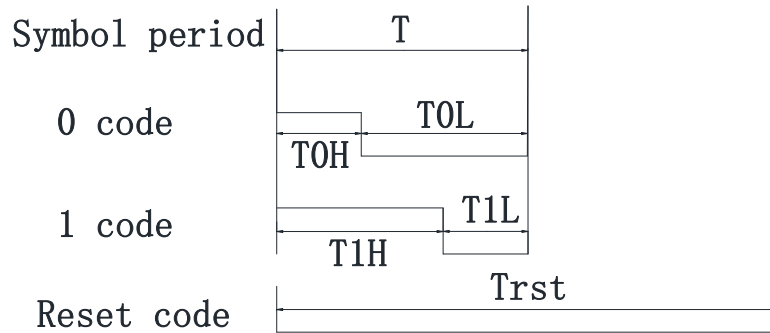 Symbol period T
0 code T0H T0L
1 code T1H T1L
Reset code Trst